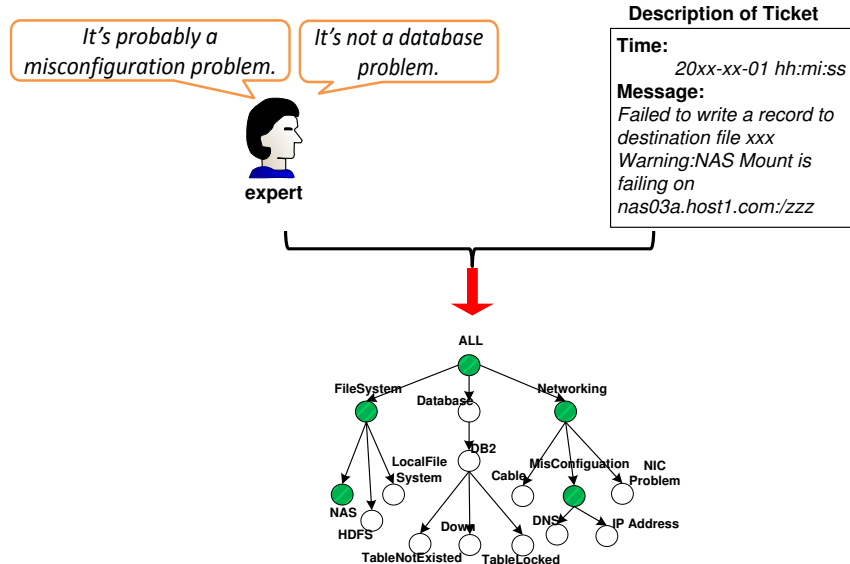 It's probably a
misconfiguration problem.
It's not a database
problem.
expert
Description of Ticket
Time:
20xx-xx-01 hh:mi:ss
Message:
Failed to write a record to
destination file xxx
Warning:NAS Mount is
failing on
nas03a.host1.com:/zzz
ALL
FileSystem
Database
Networking
DB2
LocalFile
System
MisConfiguation
NIC
Problem
Cable
NAS
HDFS
Down
DNS
IP Address
TableNotExisted
TableLocked